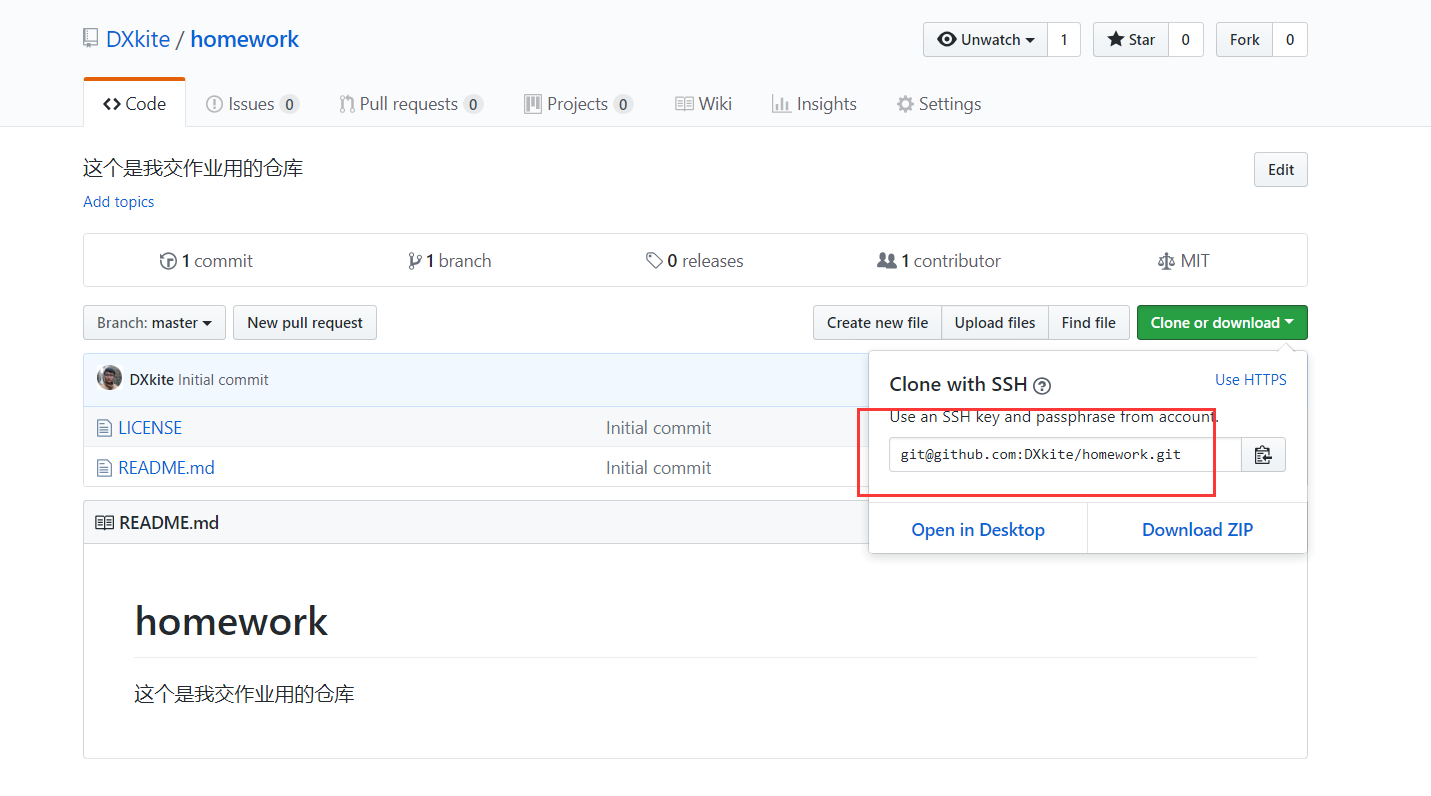 DXkite / homework
Unwatch 1 Star 0 Fork 0
Code Issues 0 Pull requests 0 Projects 0 Wiki Insights Settings
这个是我交作业用的仓库
Edit
Add topics
1 commit 1 branch 0 releases 1 contributor MIT
Branch: master New pull request Create new file Upload files Find file Clone or download
DXkite Initial commit
LICENSE Initial commit
README.md Initial commit
Clone with SSH ? Use HTTPS
Use an SSH key and passphrase from account.
git@github.com:DXkite/homework.git
Open in Desktop Download ZIP
README.md
homework
这个是我交作业用的仓库